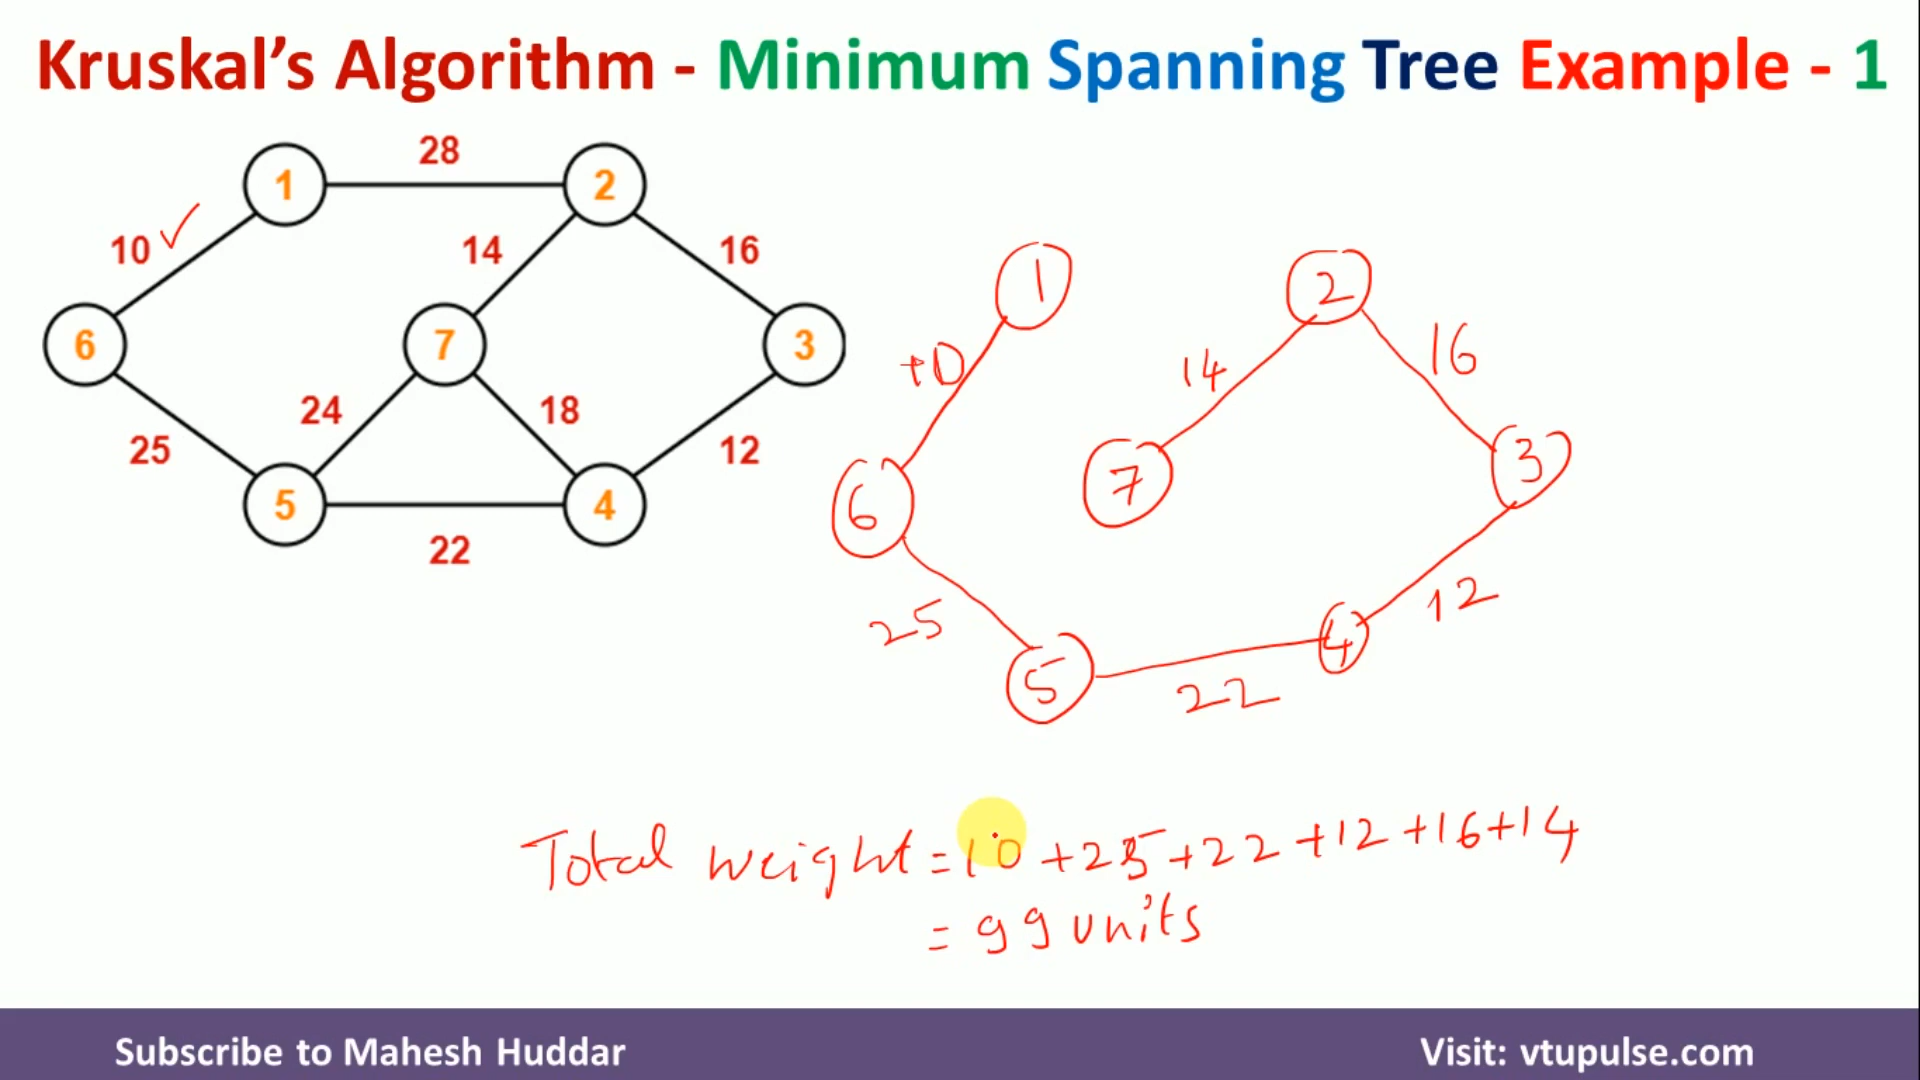 Kruskal's Algorithm - Minimum Spanning Tree Example - 1
28
1 2
10 14 16
6 7 3
24 18
25 12
5 4
22
1 2
10 14 16
6 7 3
25 12
5 4
22
Total weight = 10 + 25 + 22 + 12 + 16 + 14
= 99 units
Subscribe to Mahesh Huddar
Visit: vtupulse.com